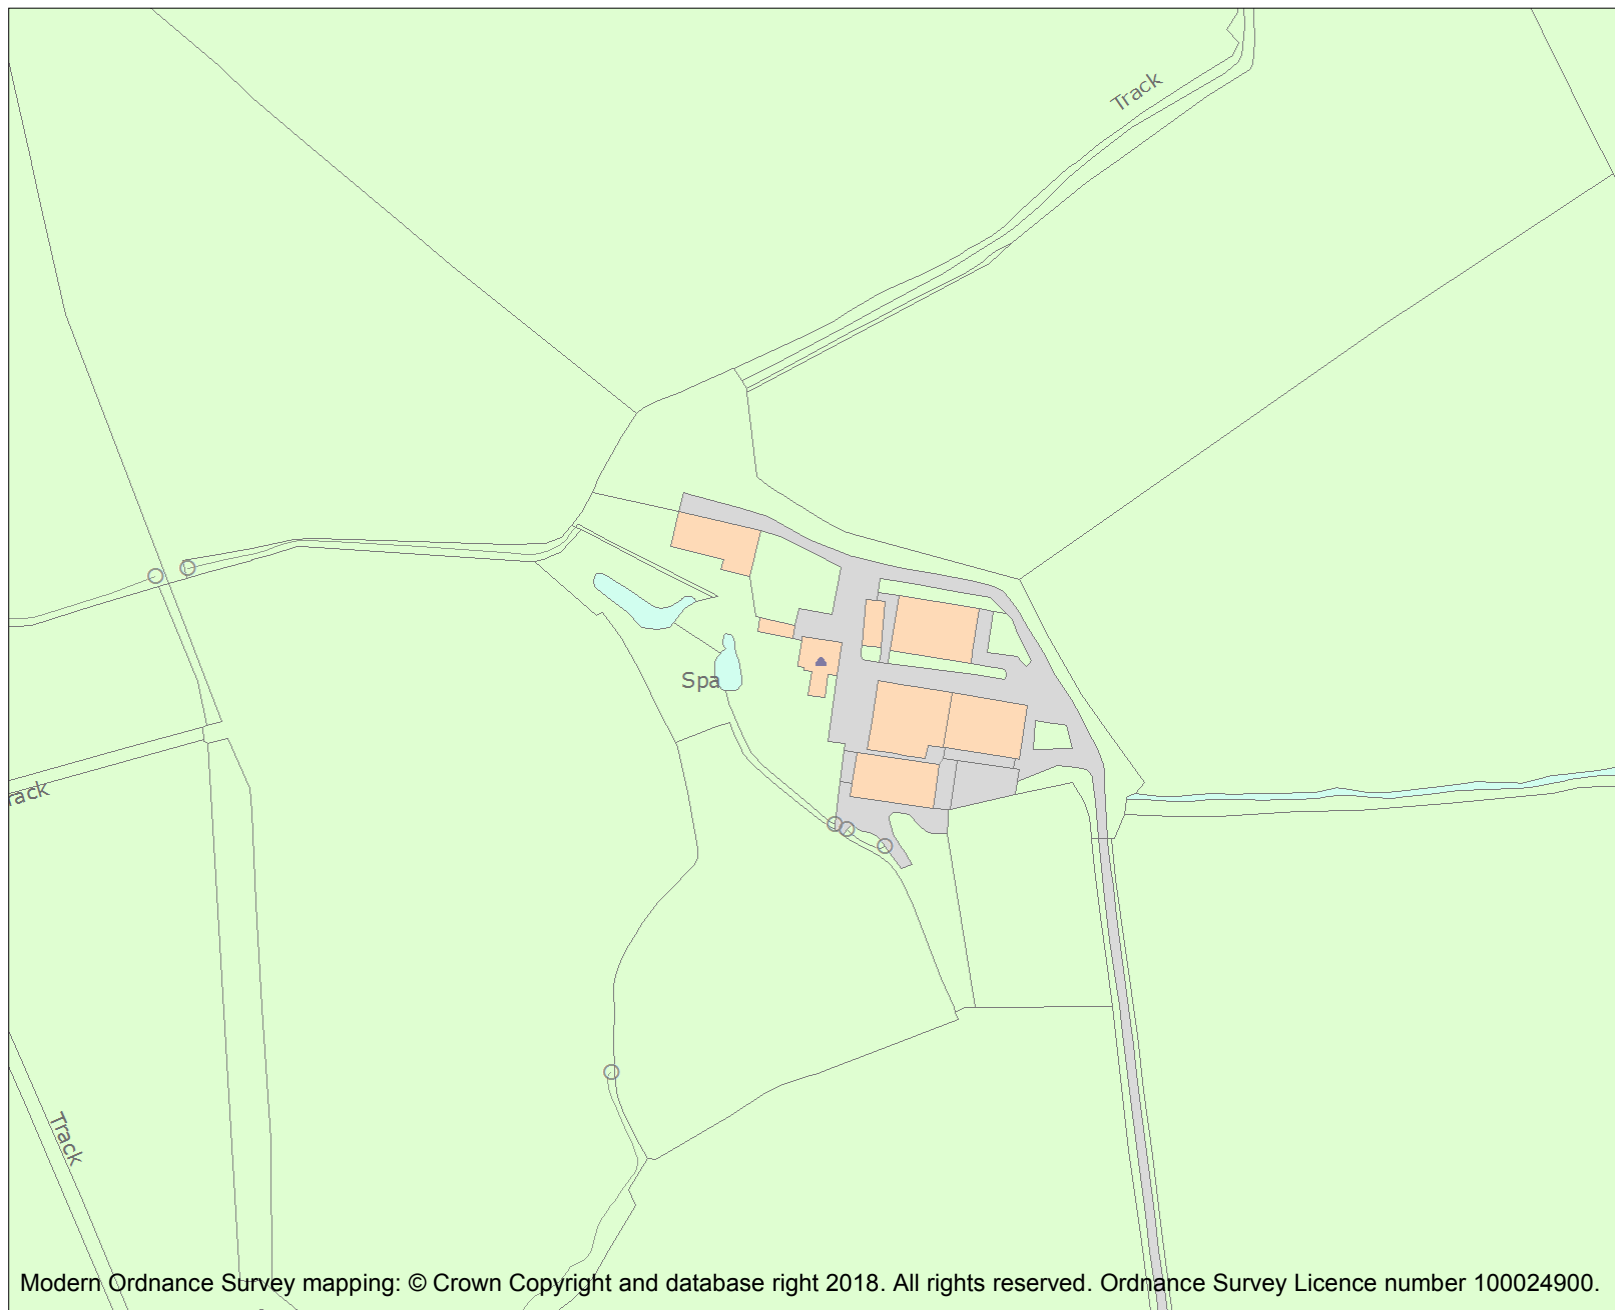 Track
Spa
rack
Track
Modern Ordnance Survey mapping: © Crown Copyright and database right 2018. All rights reserved. Ordnance Survey Licence number 100024900.